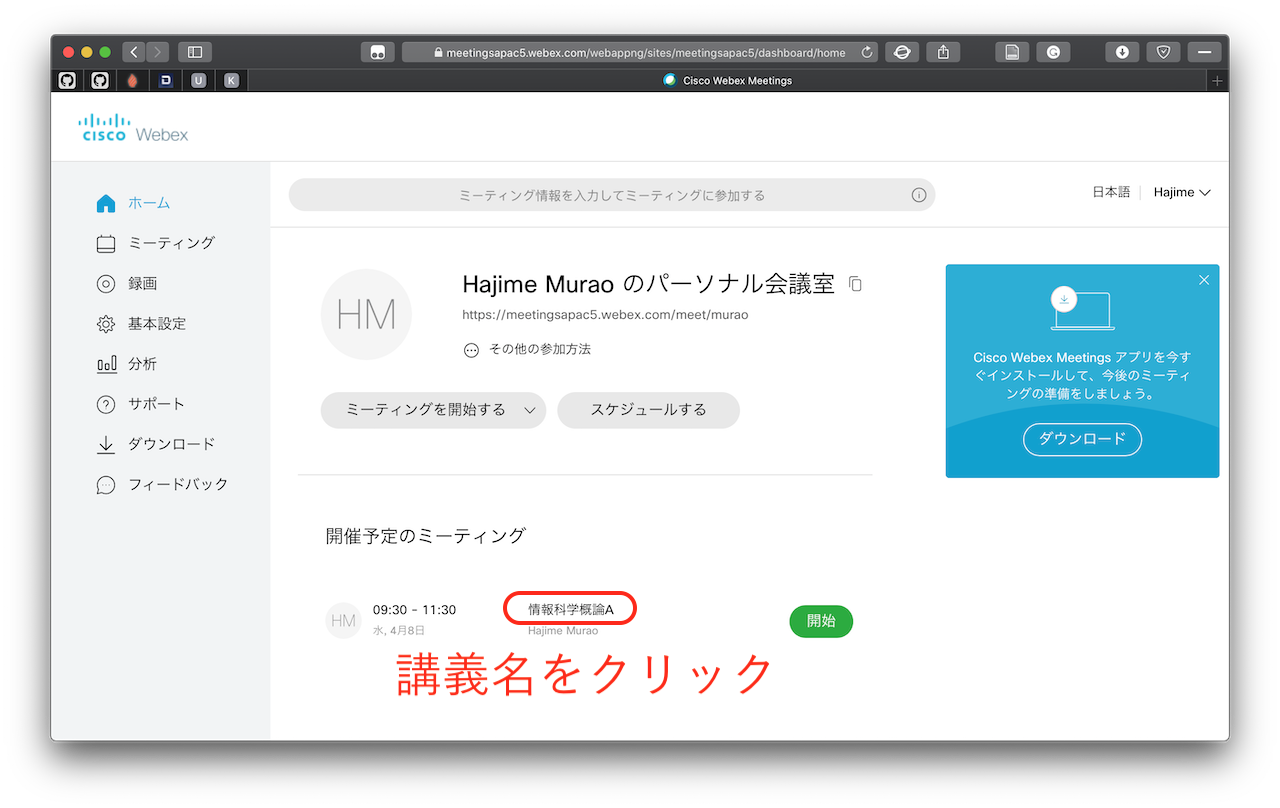 meetingsapac5.webex.com/webappng/sites/meetingsapac5/dashboard/home
U
K
Cisco Webex Meetings
CISCO Webex
ミーティング情報を入力してミーティングに参加する
日本語
Hajime
ホーム
ミーティング
録画
基本設定
分析
サポート
ダウンロード
フィードバック
HM
Hajime Murao のパーソナル会議室
https://meetingsapac5.webex.com/meet/murao
その他の参加方法
ミーティングを開始する
スケジュールする
Cisco Webex Meetings アプリを今す
ぐインストールして、今後のミーティ
ングの準備をしましょう。
ダウンロード
開催予定のミーティング
HM
09:30 - 11:30
水, 4月8日
情報科学概論A
Hajime Murao
開始
講義名をクリック